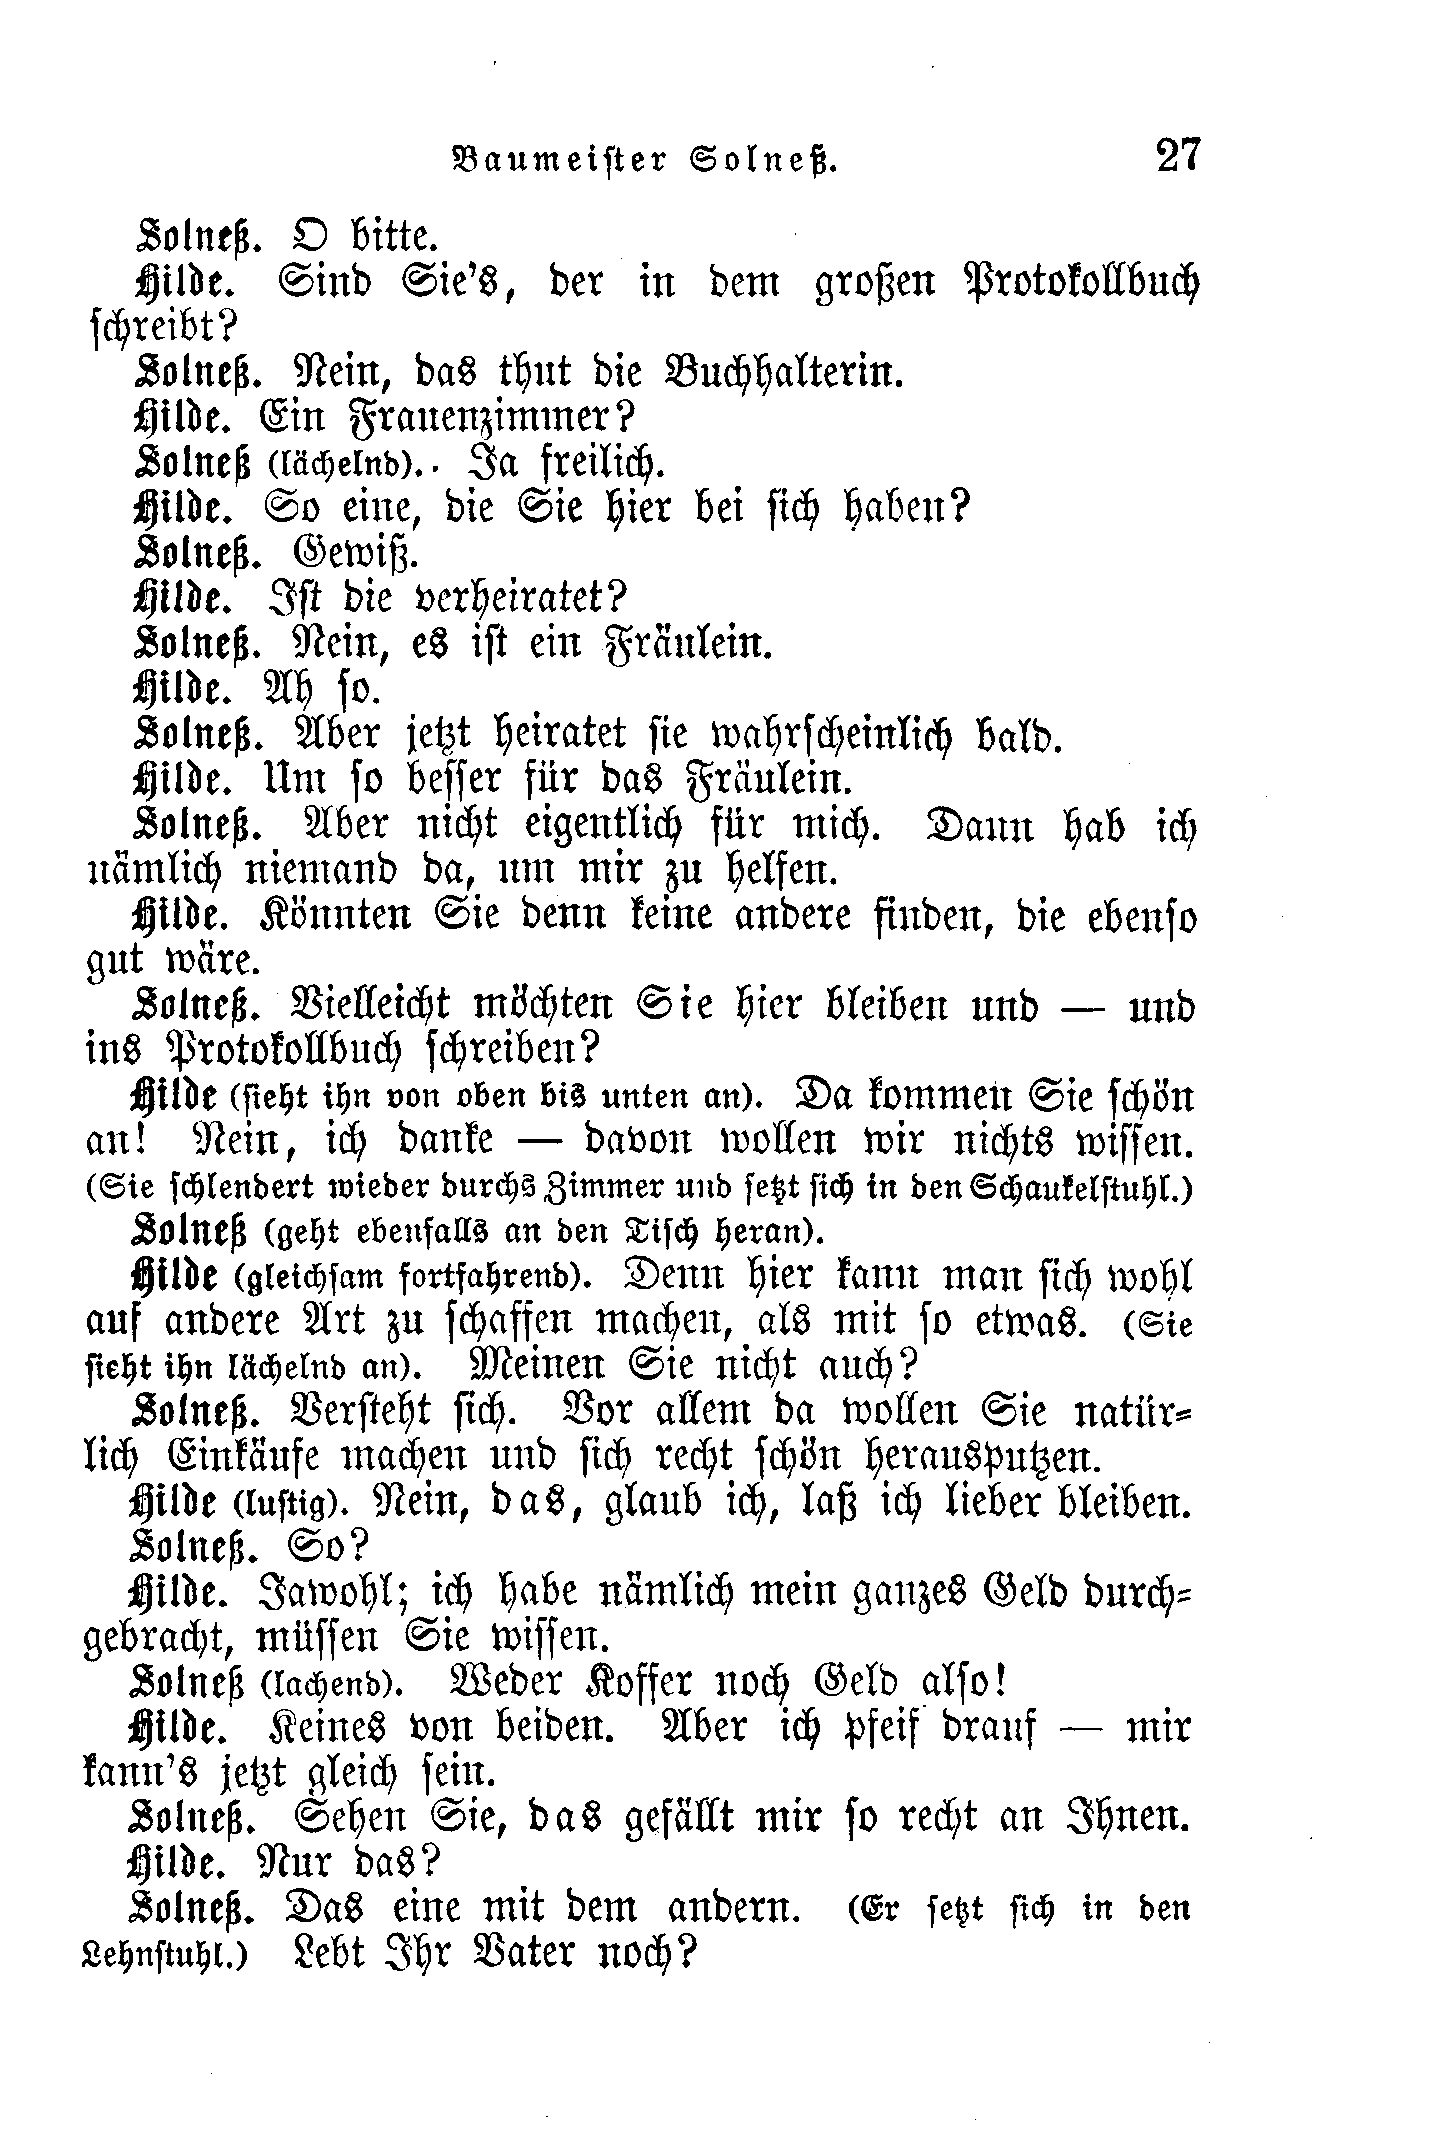 Baumeister Solneß. 27
Solneß. O bitte.
Hilde. Sind Sie's, der in dem großen Protokollbuch
schreibt?
Solneß. Nein, das thut die Buchhalterin.
Hilde. Ein Frauenzimmer?
Solneß (lächelnd). Ja freilich.
Hilde. So eine, die Sie hier bei sich haben?
Solneß. Gewiß.
Hilde. Ist die verheiratet?
Solneß. Nein, es ist ein Fräulein.
Hilde. Ah so.
Solneß. Aber jetzt heiratet sie wahrscheinlich bald.
Hilde. Um so besser für das Fräulein.
Solneß. Aber nicht eigentlich für mich. Dann hab ich
nämlich niemand da, um mir zu helfen.
Hilde. Könnten Sie denn keine andere finden, die ebenso
gut wäre.
Solneß. Vielleicht möchten Sie hier bleiben und — und
ins Protokollbuch schreiben?
Hilde (sieht ihn von oben bis unten an). Da kommen Sie schön
an! Nein, ich danke — davon wollen wir nichts wissen.
(Sie schlendert wieder durchs Zimmer und setzt sich in den Schaukelstuhl.)
Solneß (geht ebenfalls an den Tisch heran).
Hilde (gleichsam fortfahrend). Denn hier kann man sich wohl
auf andere Art zu schaffen machen, als mit so etwas. (Sie
sieht ihn lächelnd an). Meinen Sie nicht auch?
Solneß. Versteht sich. Vor allem da wollen Sie natür-
lich Einkäufe machen und sich recht schön herausputzen.
Hilde (lustig). Nein, das, glaub ich, laß ich lieber bleiben.
Solneß. So?
Hilde. Jawohl; ich habe nämlich mein ganzes Geld durch-
gebracht, müssen Sie wissen.
Solneß (lachend). Weder Koffer noch Geld also!
Hilde. Keines von beiden. Aber ich pfeif drauf — mir
kann's jetzt gleich sein.
Solneß. Sehen Sie, das gefällt mir so recht an Ihnen.
Hilde. Nur das?
Solneß. Das eine mit dem andern. (Er setzt sich in den
Lehnstuhl.) Lebt Ihr Vater noch?